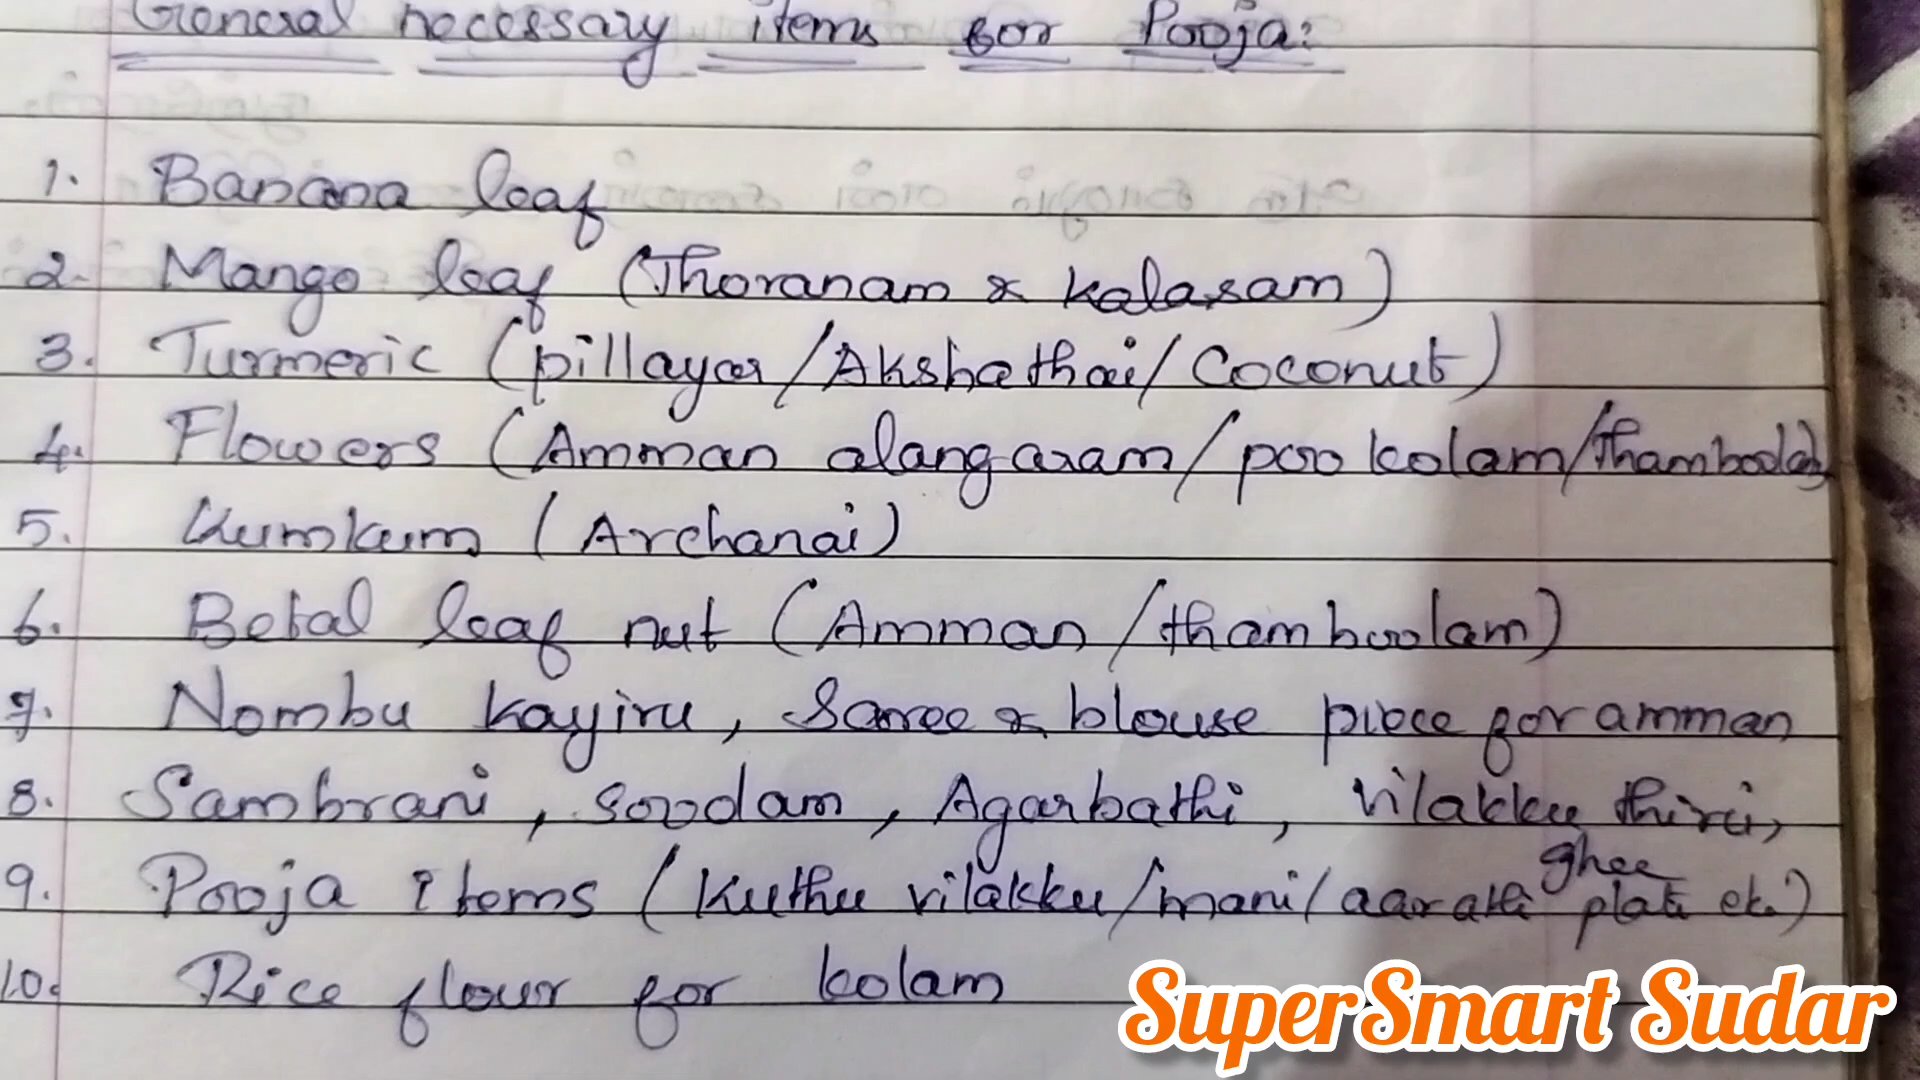 General necessary items for Pooja:
1. Banana leaf
2. Mango leaf (Thoranam & kalasam)
3. Turmeric (pillayar/Akshathai/Coconut)
4. Flowers (Amman alangaram/poo kolam/
5. Kumkum (Archanai)
6. Betal leaf nut (Amman/thamboolam)
7. Nombu kayiru, Saree & blouse piece for amman
8. Sambrani, soodam, Agarbathi, vilakku thiri,
ghee
9. Pooja items (Kuthu vilakku/mani/aarathi plate etc.)
10. Rice flour for kolam
SuperSmart Sudar